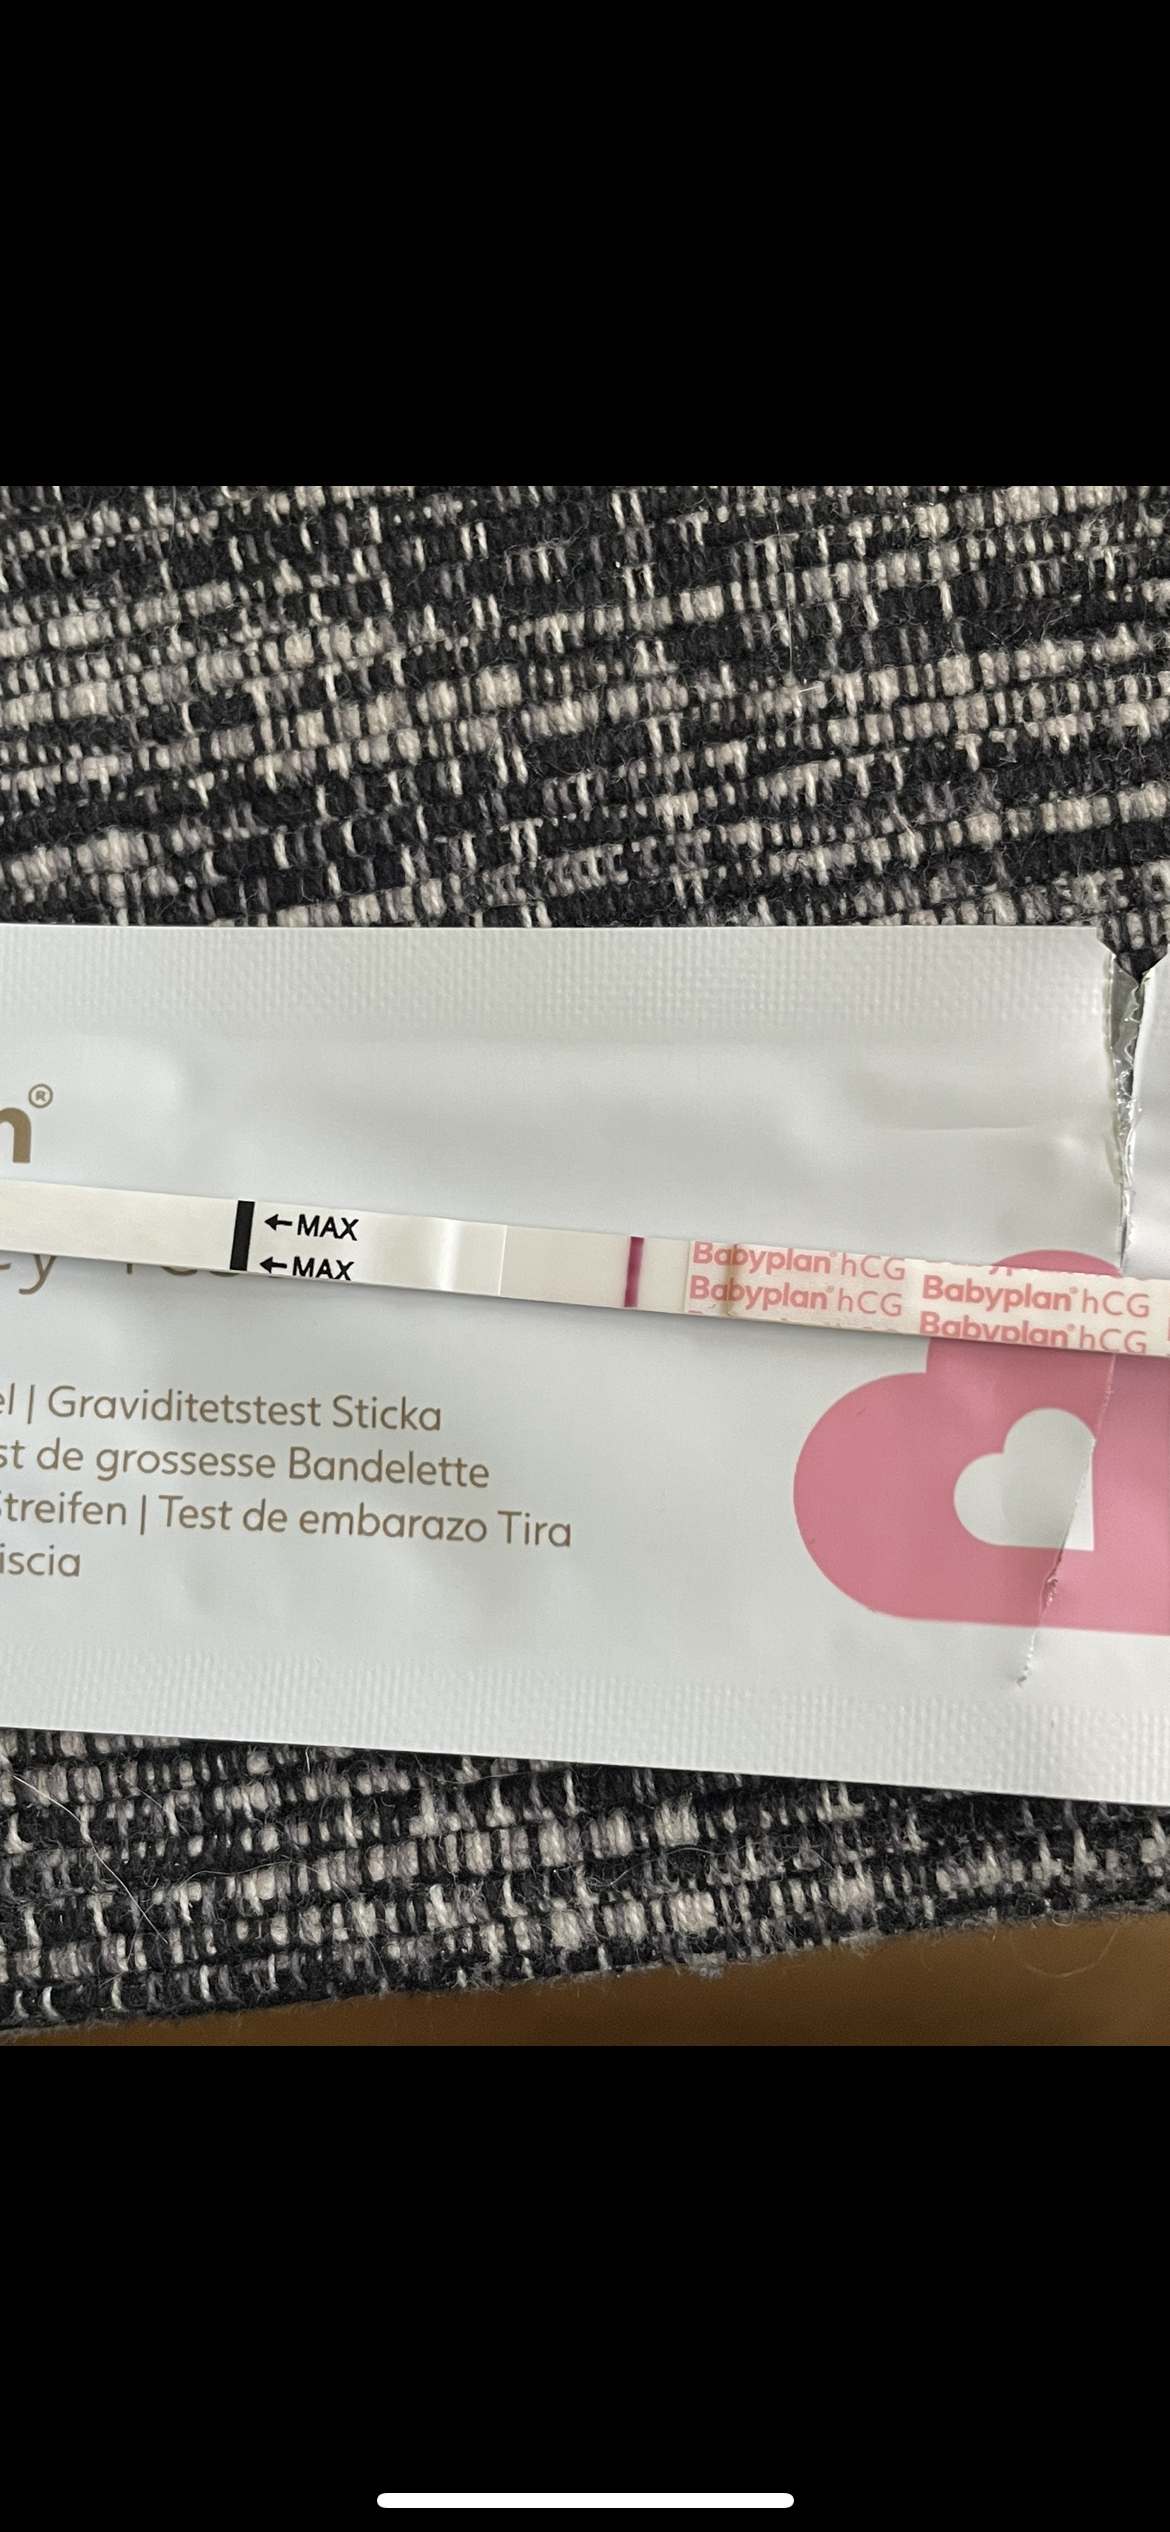 n®
←MAX
←MAX
Babyplan®hCG
Babyplan®hCG
Babyplan®hCG
Babyplan®hCG
el | Graviditetstest Sticka
st de grossesse Bandelette
Streifen | Test de embarazo Tira
iscia